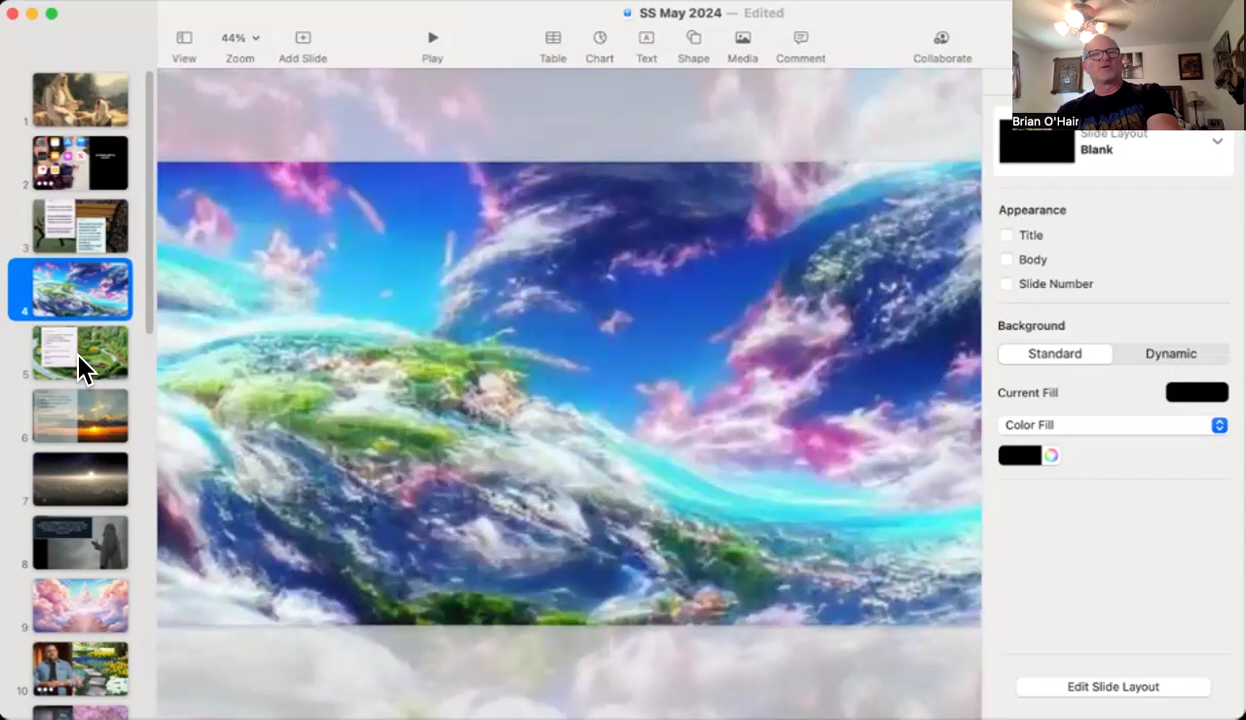 SS May 2024 — Edited
44%
View
Zoom
Add Slide
Play
Table
Chart
Text
Shape
Media
Comment
Collaborate
Brian O'Hair
Slide Layout
Blank
Appearance
Title
Body
Slide Number
Background
Standard
Dynamic
Current Fill
Color Fill
Edit Slide Layout
1
2
3
4
5
6
7
8
9
10